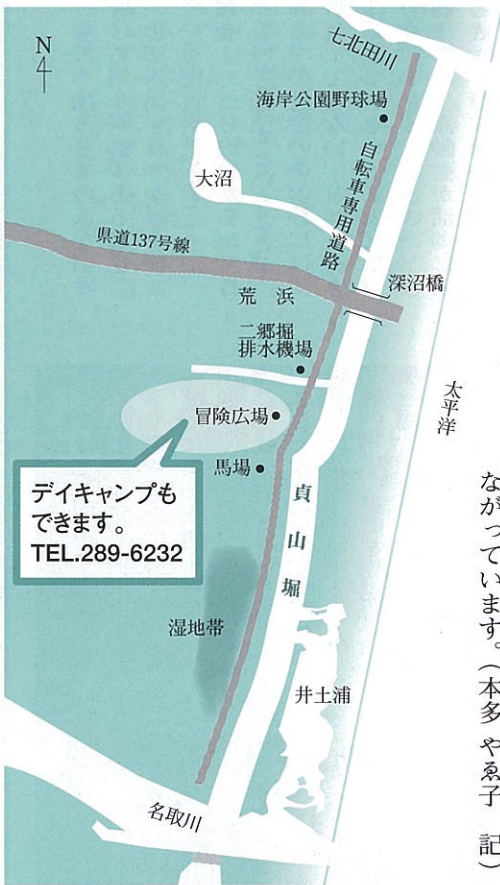 N
七北田川
海岸公園野球場
自転車専用道路
大沼
県道137号線
深沼橋
荒浜
二郷掘
排水機場
太平洋
冒険広場
馬場
デイキャンプも
できます。
TEL.289-6232
貞山堀
湿地帯
井土浦
名取川
ながっています。(本多 やゑ子 記)